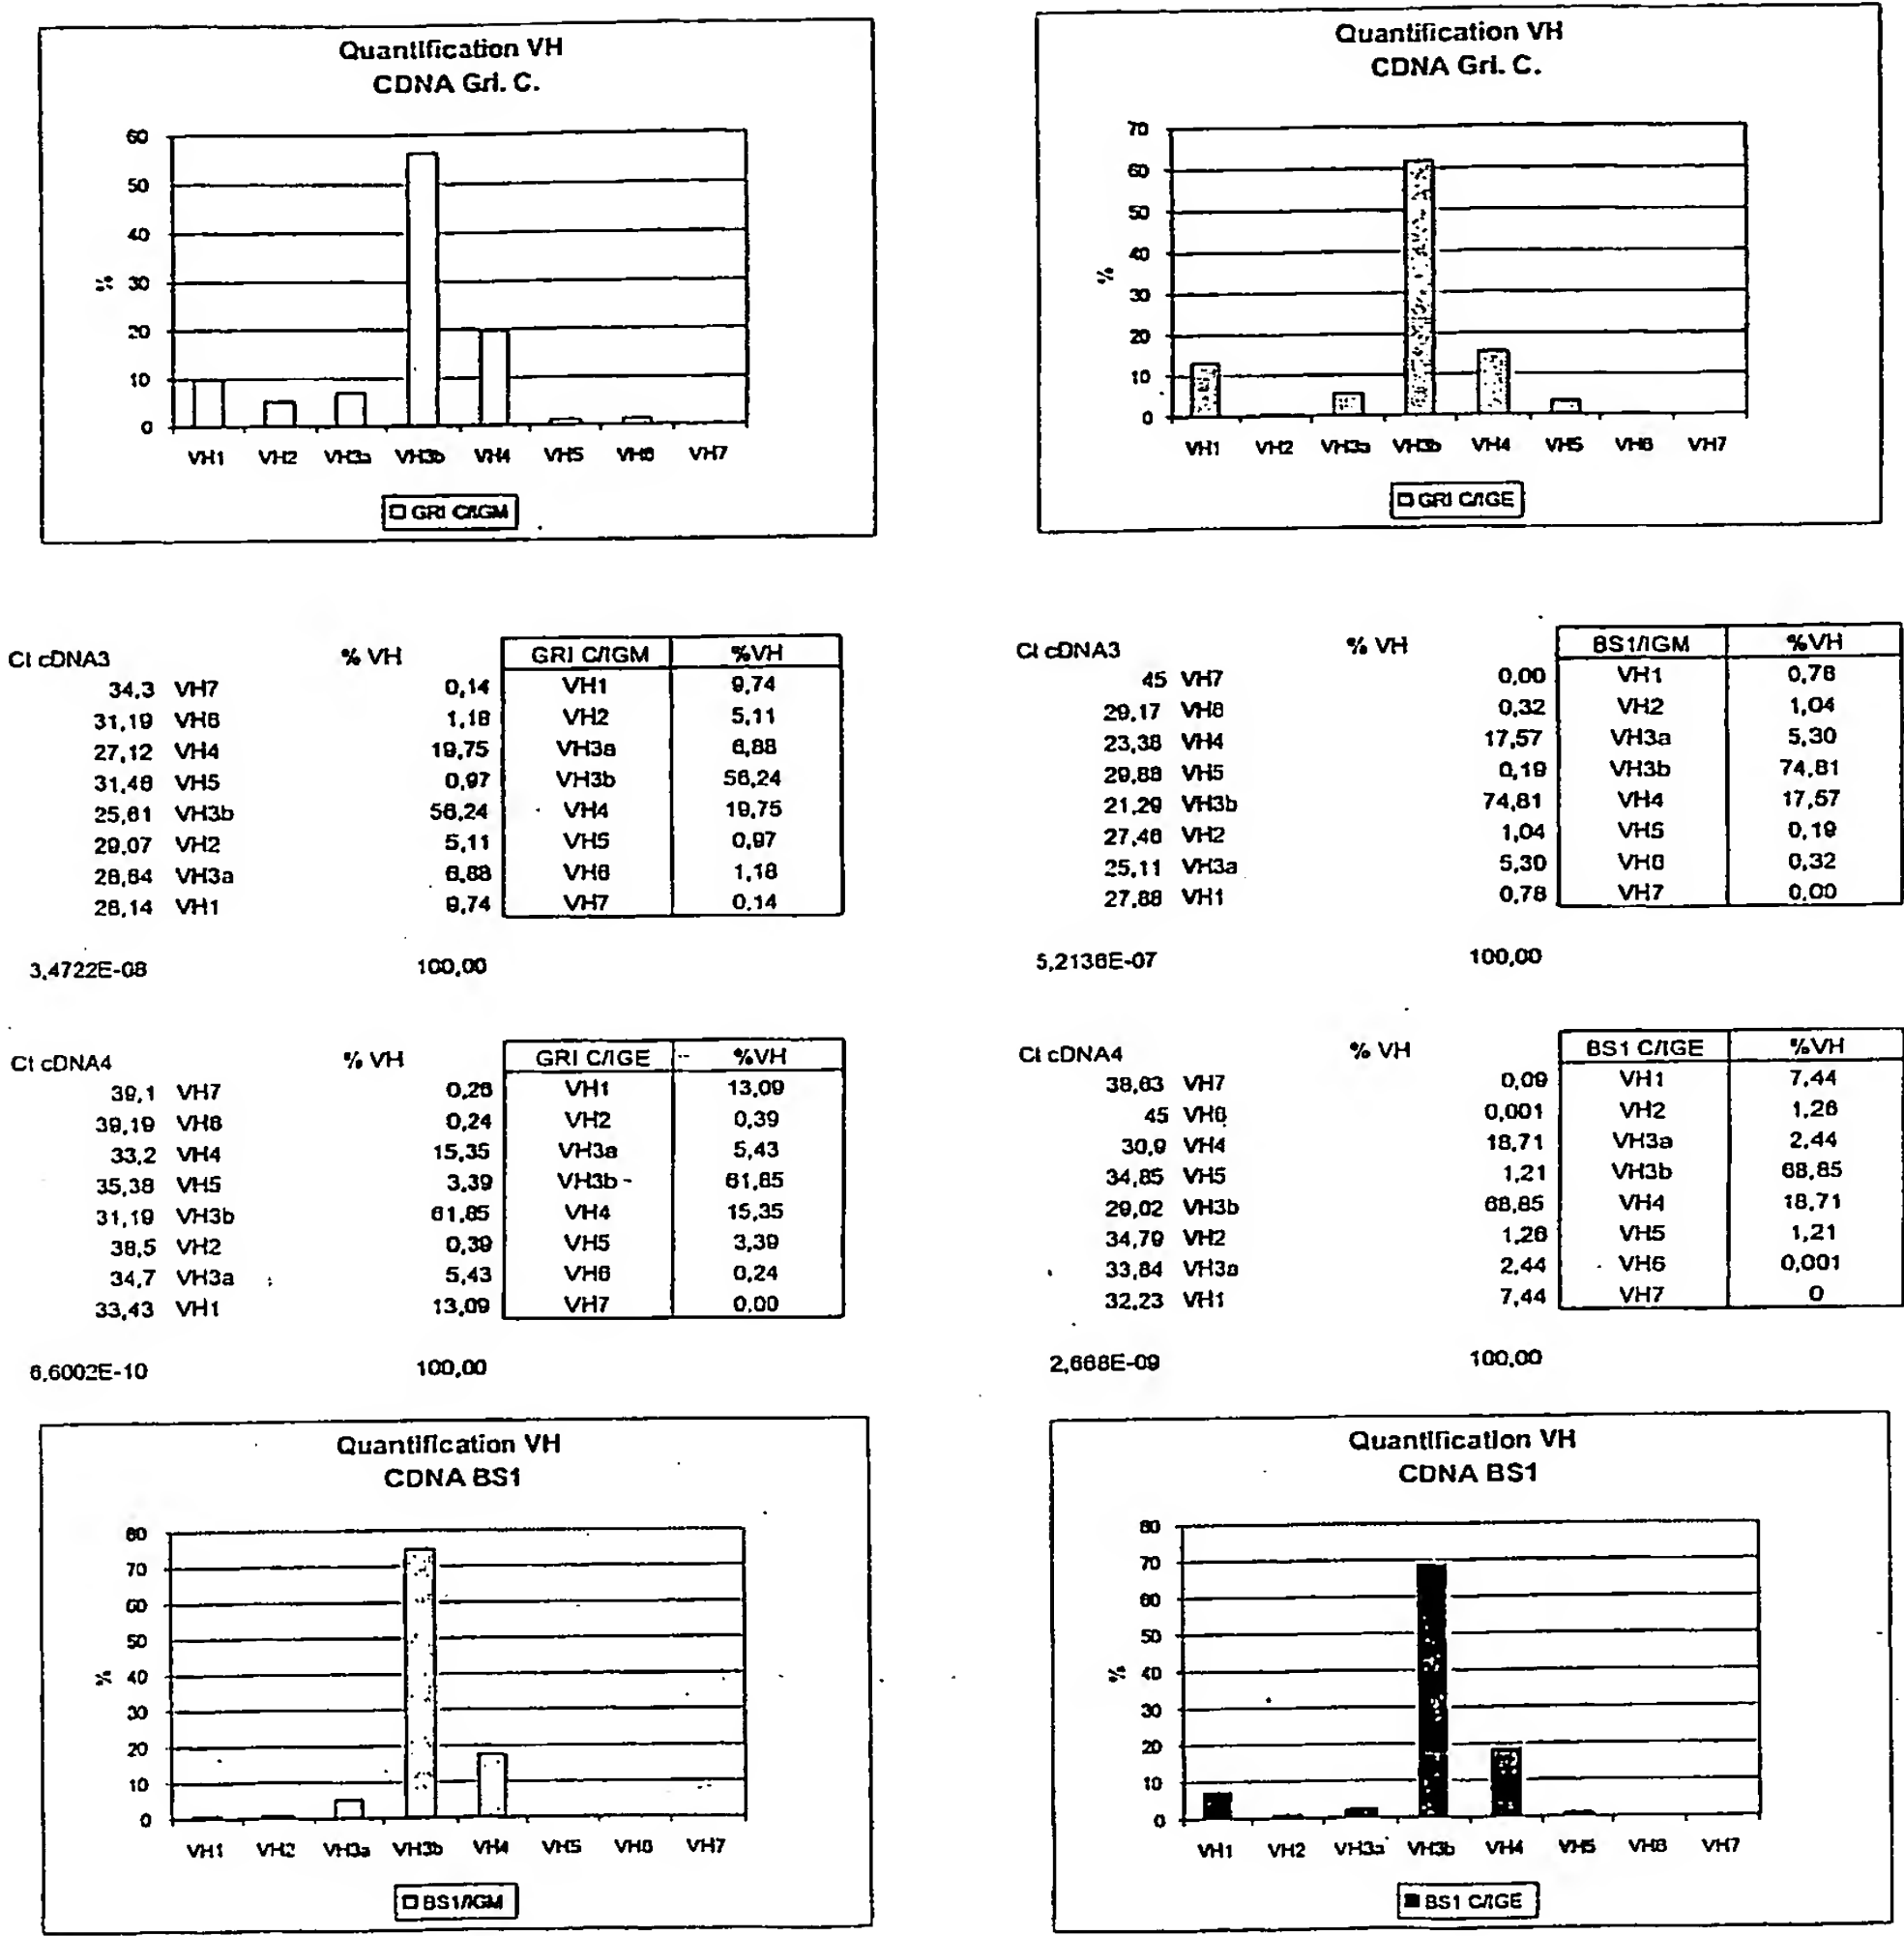 Quantification VH
CDNA Gri. C.
60
50
40
% 30
20
10
0
VH1 VH2 VH3a VH3b VH4 VH5 VH6 VH7
GRI C/IGM
Quantification VH
CDNA Gri. C.
70
60
50
40
%
30
20
10
0
VH1 VH2 VH3a VH3b VH4 VH5 VH6 VH7
GRI C/IGE
Ct cDNA3 % VH GRI C/IGM %VH
34,3 VH7 0,14 VH1 9,74
31,19 VH6 1,18 VH2 5,11
27,12 VH4 19,75 VH3a 6,88
31,48 VH5 0,97 VH3b 56,24
25,61 VH3b 56,24 VH4 19,75
29,07 VH2 5,11 VH5 0,97
28,64 VH3a 6,88 VH6 1,18
28,14 VH1 9,74 VH7 0,14
3,4722E-08 100,00
Ct cDNA3 % VH BS1/IGM %VH
45 VH7 0,00 VH1 0,78
29,17 VH6 0,32 VH2 1,04
23,38 VH4 17,57 VH3a 5,30
29,88 VH5 0,19 VH3b 74,81
21,29 VH3b 74,81 VH4 17,57
27,46 VH2 1,04 VH5 0,19
25,11 VH3a 5,30 VH6 0,32
27,88 VH1 0,78 VH7 0,00
5,2136E-07 100,00
Ct cDNA4 % VH GRI C/IGE %VH
39,1 VH7 0,26 VH1 13,09
39,19 VH6 0,24 VH2 0,39
33,2 VH4 15,35 VH3a 5,43
35,38 VH5 3,39 VH3b 61,85
31,19 VH3b 61,85 VH4 15,35
38,5 VH2 0,39 VH5 3,39
34,7 VH3a 5,43 VH6 0,24
33,43 VH1 13,09 VH7 0,00
6,6002E-10 100,00
Ct cDNA4 % VH BS1 C/IGE %VH
38,63 VH7 0,09 VH1 7,44
45 VH6 0,001 VH2 1,26
30,9 VH4 18,71 VH3a 2,44
34,85 VH5 1,21 VH3b 68,85
29,02 VH3b 68,85 VH4 18,71
34,79 VH2 1,26 VH5 1,21
33,84 VH3a 2,44 VH6 0,001
32,23 VH1 7,44 VH7 0
2,668E-09 100,00
Quantification VH
CDNA BS1
80
70
60
50
% 40
30
20
10
0
VH1 VH2 VH3a VH3b VH4 VH5 VH6 VH7
BS1/IGM
Quantification VH
CDNA BS1
80
70
60
50
% 40
30
20
10
0
VH1 VH2 VH3a VH3b VH4 VH5 VH6 VH7
BS1 C/IGE